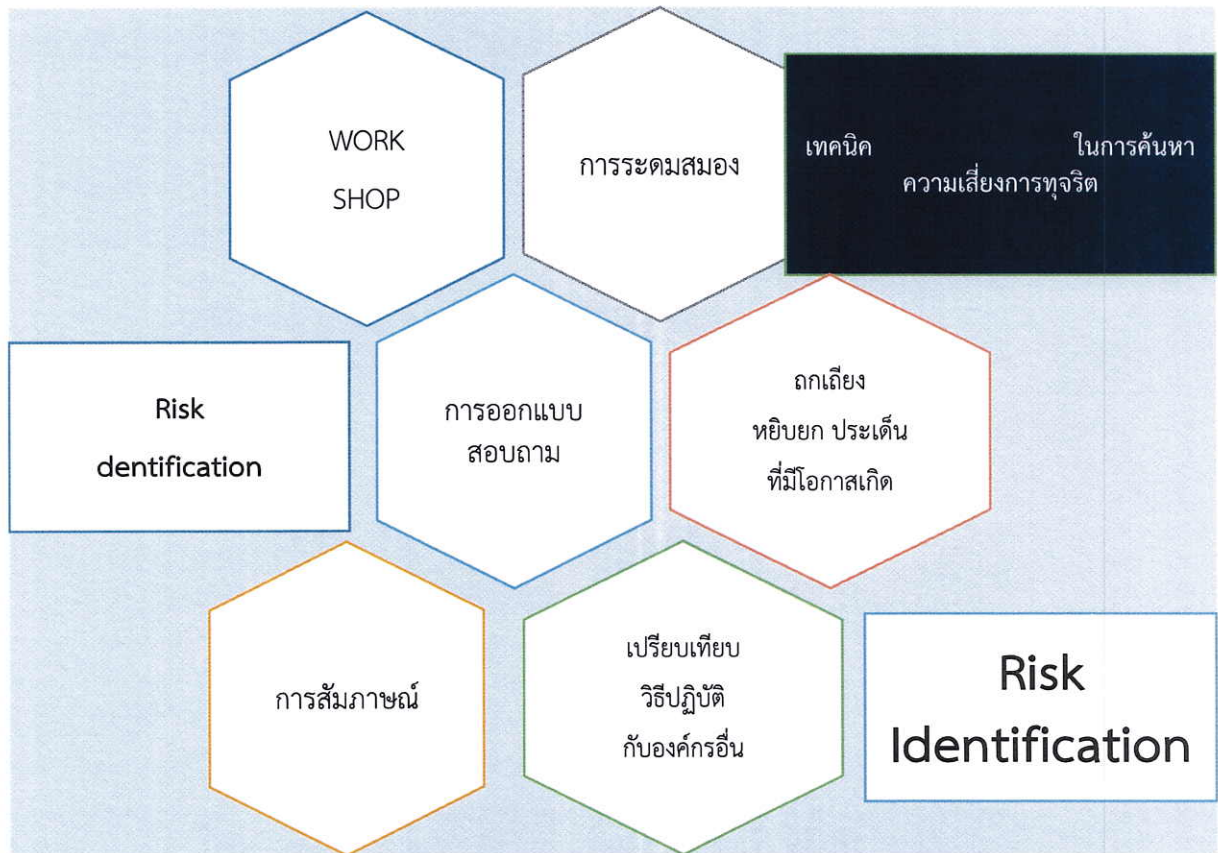 WORK
SHOP
การระดมสมอง
เทคนิค ในการค้นหา
ความเสี่ยงการทุจริต
Risk
dentification
การออกแบบ
สอบถาม
ถกเถียง
หยิบยก ประเด็น
ที่มีโอกาสเกิด
การสัมภาษณ์
เปรียบเทียบ
วิธีปฏิบัติ
กับองค์กรอื่น
Risk
Identification